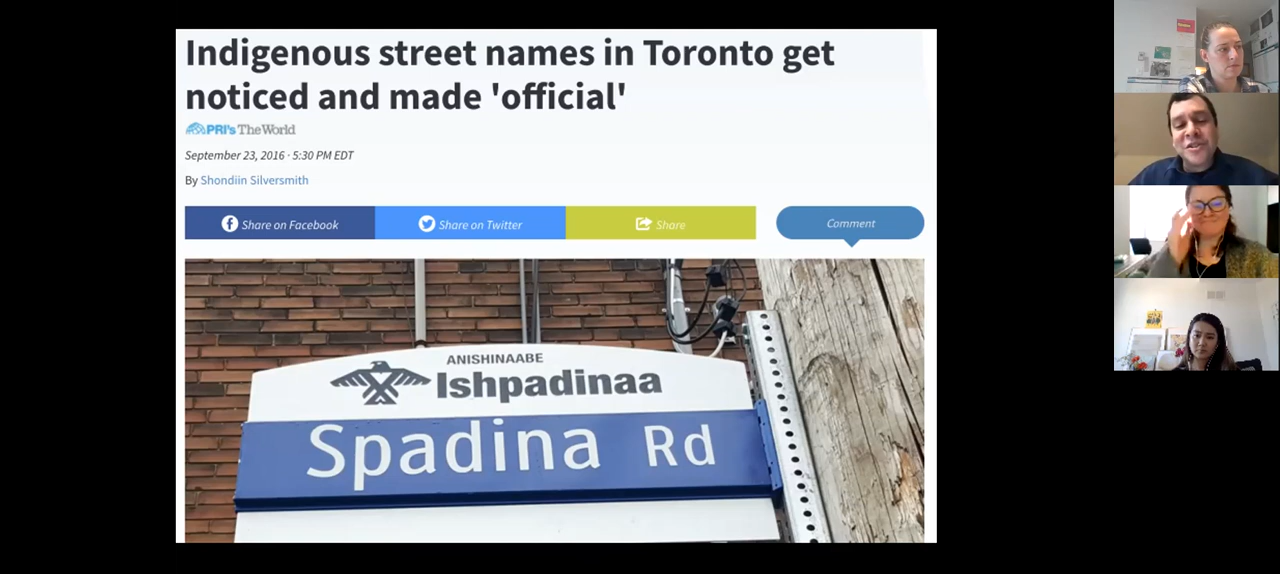 Indigenous street names in Toronto get
noticed and made 'official'
PRI's The World
September 23, 2016 · 5:30 PM EDT
By Shondiin Silversmith
Share on Facebook
Share on Twitter
Share
Comment
ANISHINAABE
Ishpadinaa
Spadina Rd